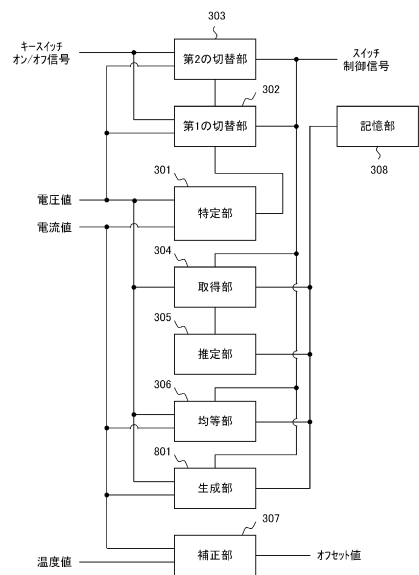 303
キースイッチ
オン/オフ信号
第2の切替部
スイッチ
制御信号
302
第1の切替部
記憶部
308
301
電圧値
特定部
電流値
304
取得部
305
推定部
306
均等部
801
生成部
307
温度値
補正部
オフセット値